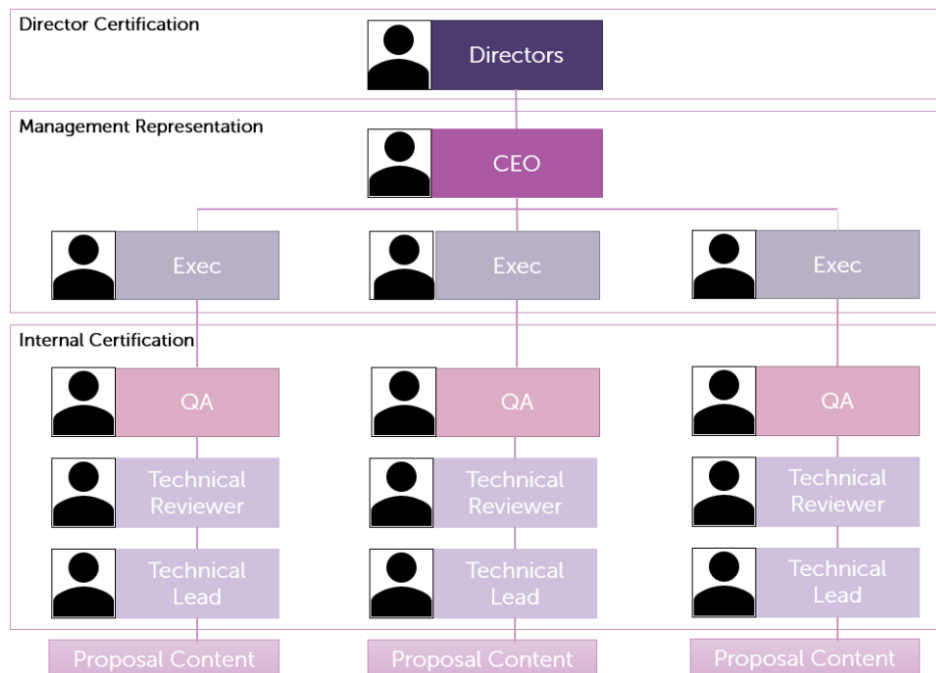 Director Certification
Directors
Management Representation
CEO
Exec
Exec
Exec
Internal Certification
QA
QA
QA
Technical
Reviewer
Technical
Reviewer
Technical
Reviewer
Technical
Lead
Technical
Lead
Technical
Lead
Proposal Content
Proposal Content
Proposal Content